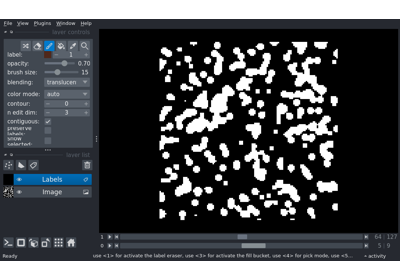 File View Plugins Window Help
layer controls
label: 1
opacity: 0.70
brush size: 15
blending: translucen
color mode: auto
contour: 0
n edit dim: 3
contiguous:
preserve labels:
show selected:
layer list
Labels
Image
1 64 127
0 5 9
Ready use <1> for activate the label eraser, use <3> for activate the fill bucket, use <4> for pick mode, use <5... activity